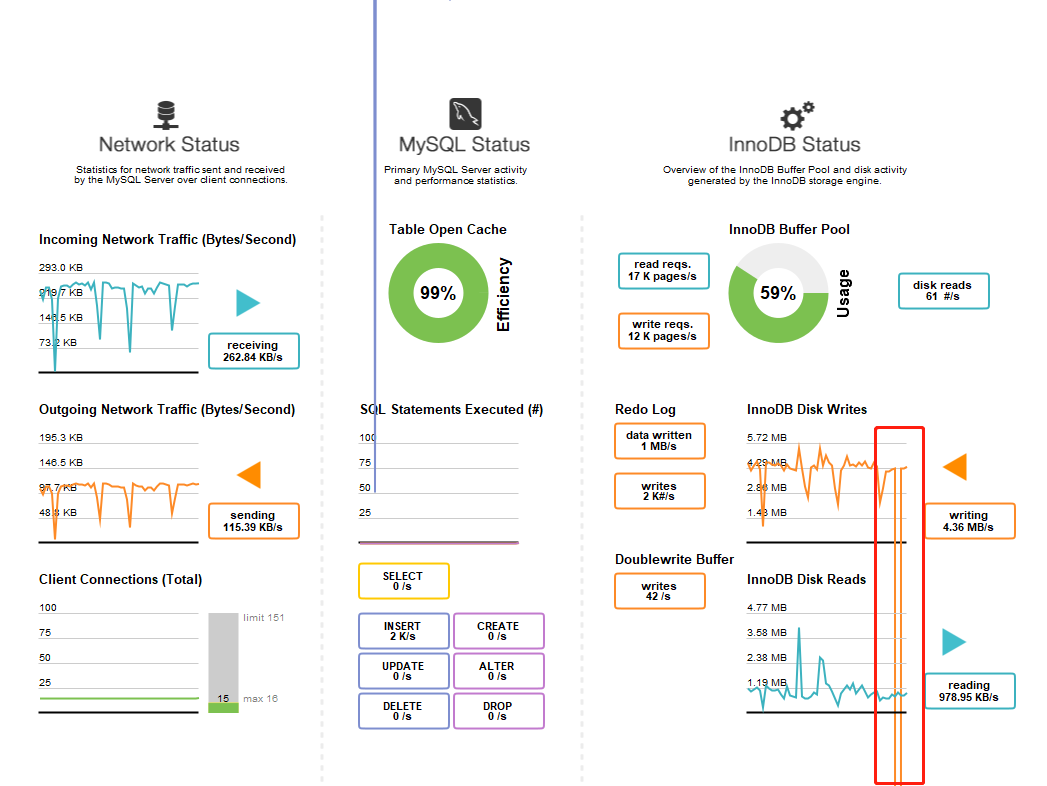 Network Status
Statistics for network traffic sent and received
by the MySQL Server over client connections.
Incoming Network Traffic (Bytes/Second)
293.0 KB
219.7 KB
146.5 KB
73.2 KB
receiving
262.84 KB/s
Outgoing Network Traffic (Bytes/Second)
195.3 KB
146.5 KB
97.7 KB
48.8 KB
sending
115.39 KB/s
Client Connections (Total)
100
75
50
25
limit 151
15
max 16
MySQL Status
Primary MySQL Server activity
and performance statistics.
Table Open Cache
99%
Efficiency
SQL Statements Executed (#)
100
75
50
25
SELECT
0 /s
INSERT
2 K/s
CREATE
0 /s
UPDATE
0 /s
ALTER
0 /s
DELETE
0 /s
DROP
0 /s
InnoDB Status
Overview of the InnoDB Buffer Pool and disk activity
generated by the InnoDB storage engine.
InnoDB Buffer Pool
read reqs.
17 K pages/s
write reqs.
12 K pages/s
59%
Usage
disk reads
61 #/s
Redo Log
data written
1 MB/s
writes
2 K#/s
Doublewrite Buffer
writes
42 /s
InnoDB Disk Writes
5.72 MB
4.29 MB
2.86 MB
1.43 MB
writing
4.36 MB/s
InnoDB Disk Reads
4.77 MB
3.58 MB
2.38 MB
1.19 MB
reading
978.95 KB/s